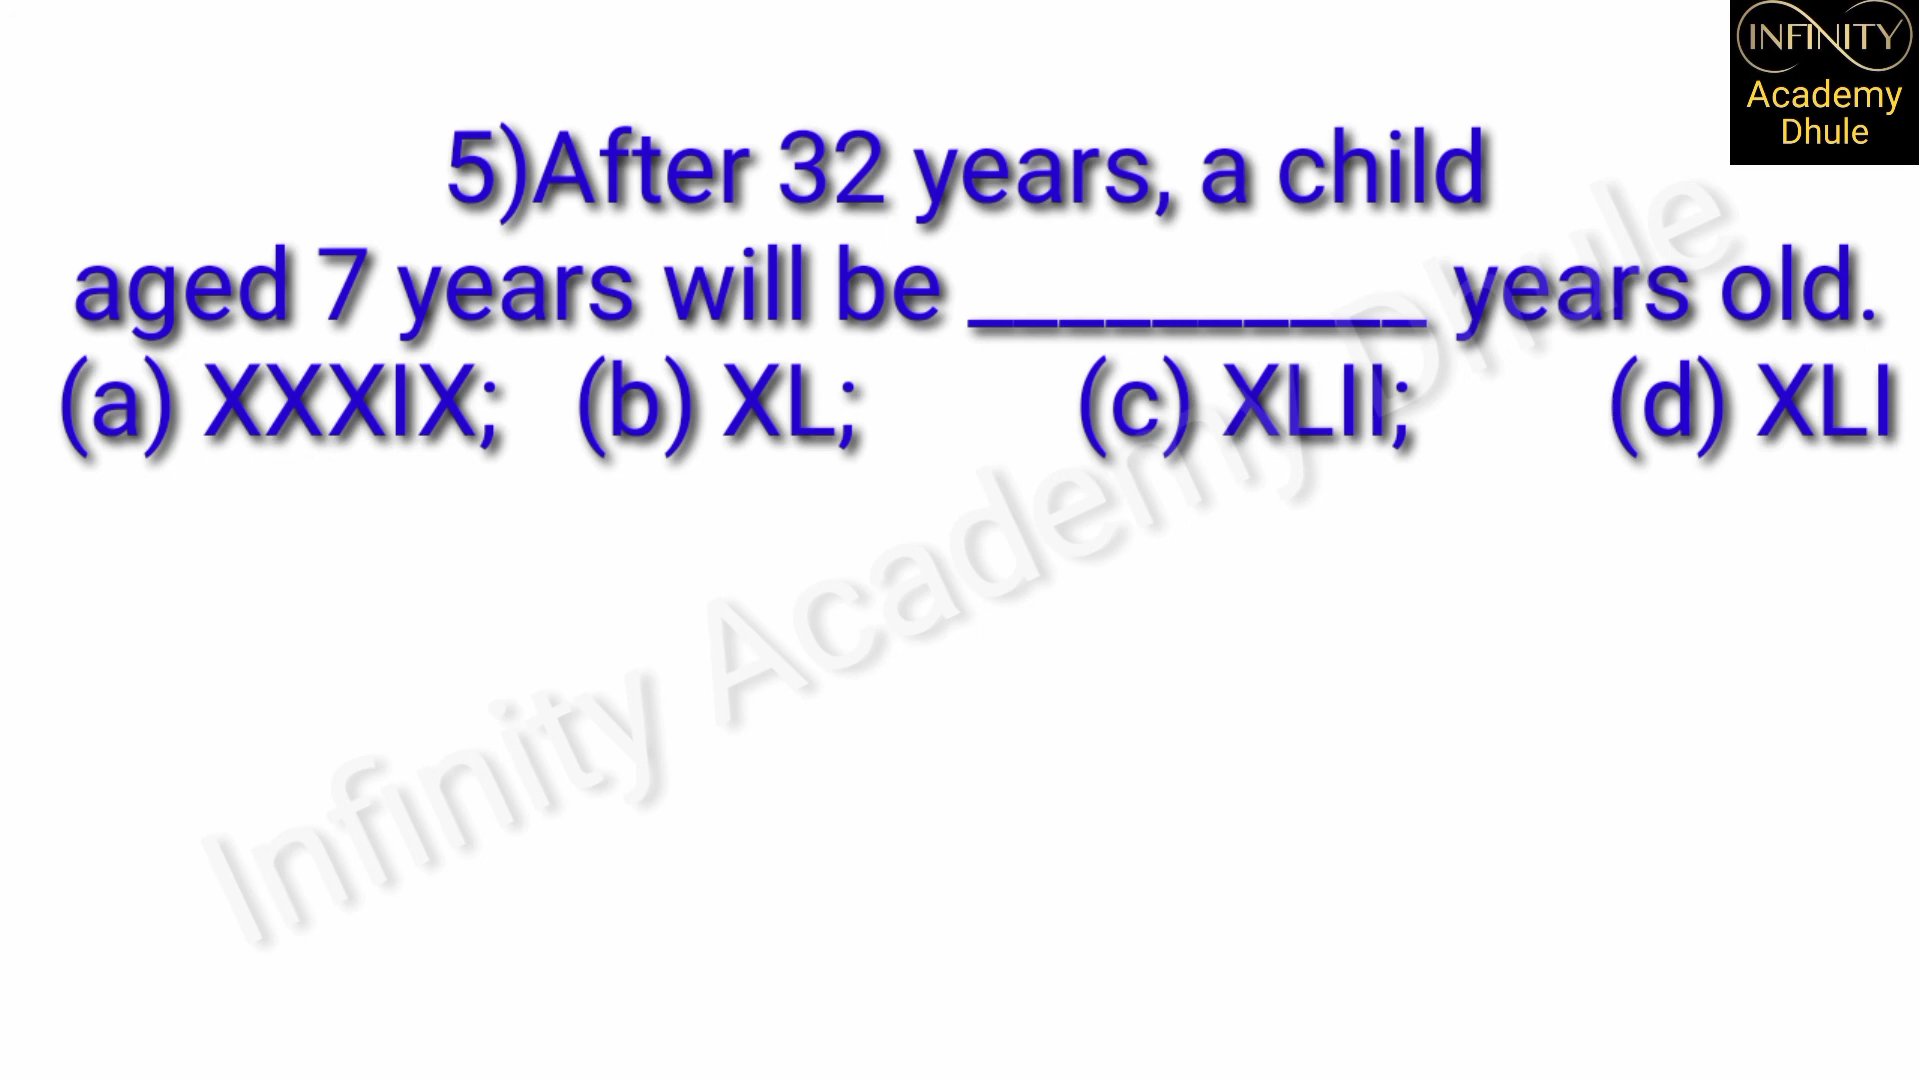 INFINITY
Academy
Dhule
5)After 32 years, a child
aged 7 years will be __________ years old.
(a) XXXIX; (b) XL; (c) XLII; (d) XLI
Infinity Academy Dhule